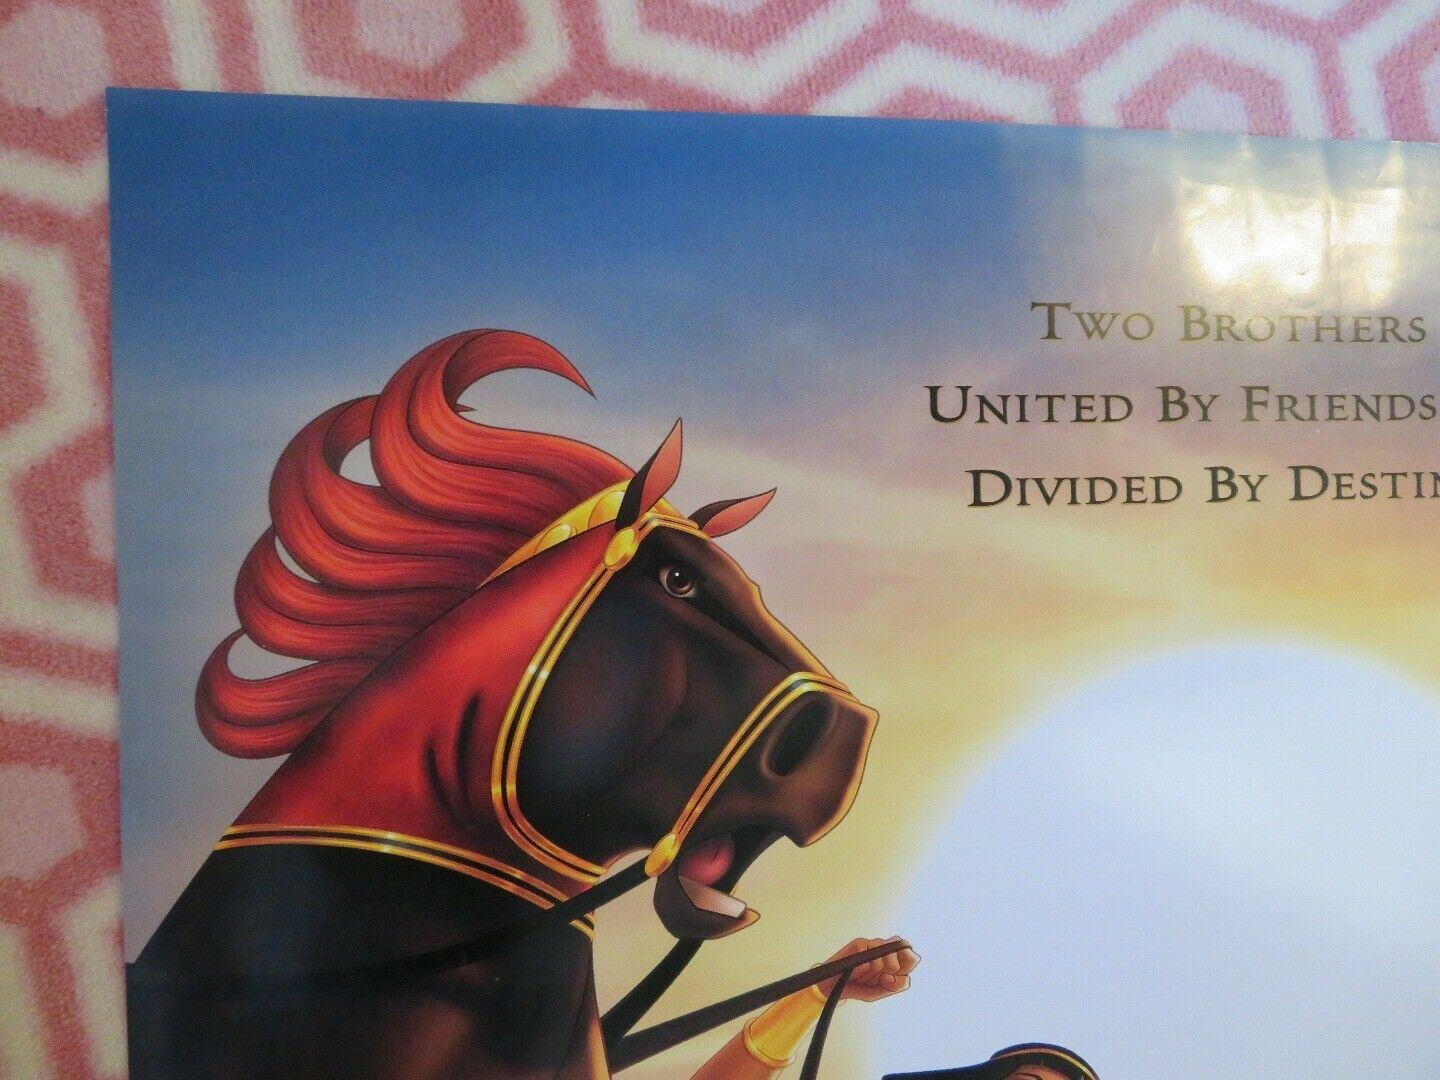 Two Brothers
United By Friends
Divided By Destin